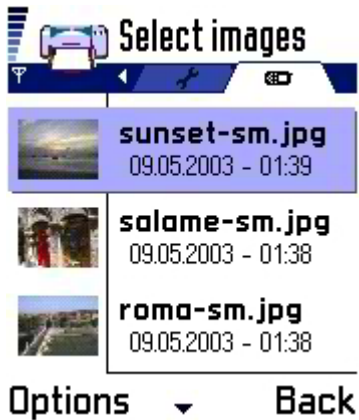 Select images
sunset-sm.jpg
09.05.2003 - 01:39
salame-sm.jpg
09.05.2003 - 01:38
roma-sm.jpg
09.05.2003 - 01:38
Options
Back